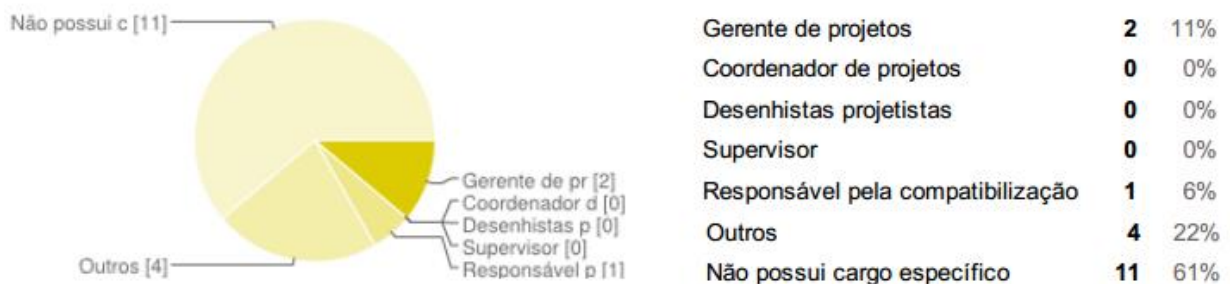 Não possui c [11]
Gerente de pr [2]
Coordenador d [0]
Desenhistas p [0]
Supervisor [0]
Responsável p [1]
Outros [4]
Gerente de projetos 2 11%
Coordenador de projetos 0 0%
Desenhistas projetistas 0 0%
Supervisor 0 0%
Responsável pela compatibilização 1 6%
Outros 4 22%
Não possui cargo específico 11 61%